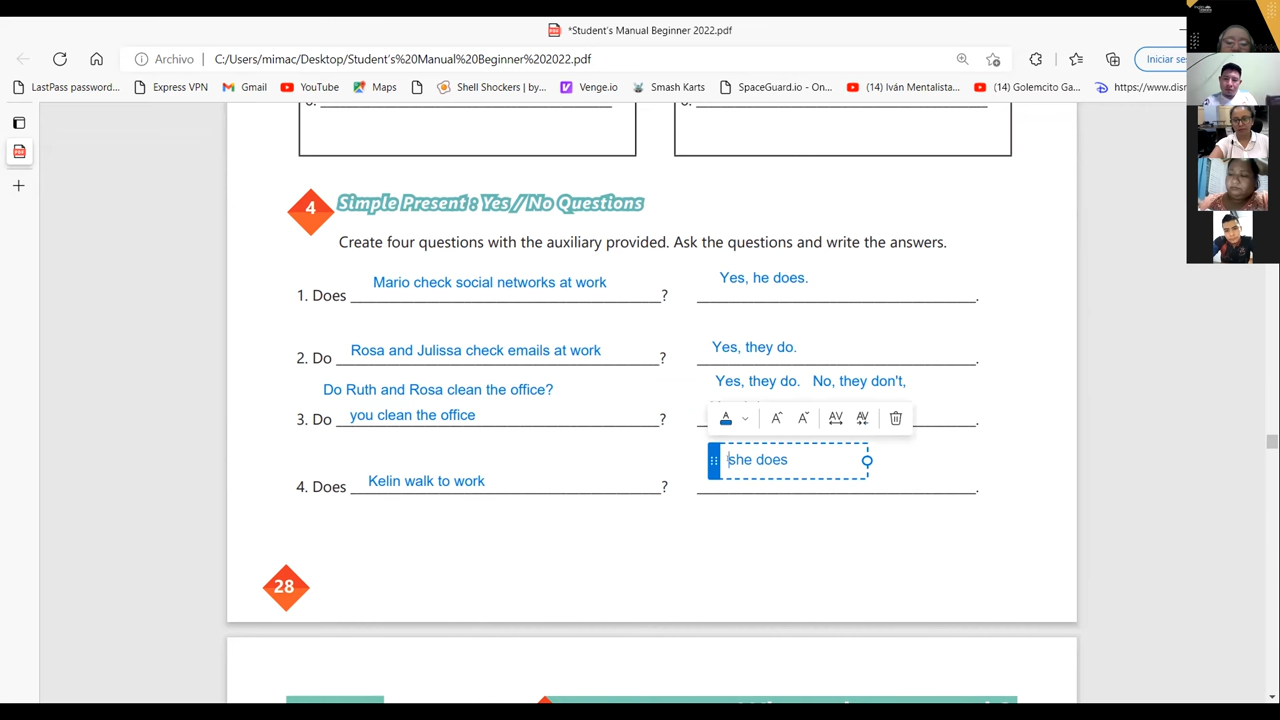 *Student's Manual Beginner 2022.pdf
Archivo C:/Users/mimac/Desktop/Student's%20Manual%20Beginner%202022.pdf Iniciar se
LastPass password... Express VPN Gmail YouTube Maps Shell Shockers | by... Venge.io Smash Karts SpaceGuard.io - On... (14) Iván Mentalista... (14) Golemcito Ga... https://www.disn
4 Simple Present : Yes / No Questions
Create four questions with the auxiliary provided. Ask the questions and write the answers.
1. Does Mario check social networks at work ? Yes, he does. .
2. Do Rosa and Julissa check emails at work ? Yes, they do. .
Do Ruth and Rosa clean the office? Yes, they do. No, they don't,
3. Do you clean the office ? .
she does
4. Does Kelin walk to work ? .
28